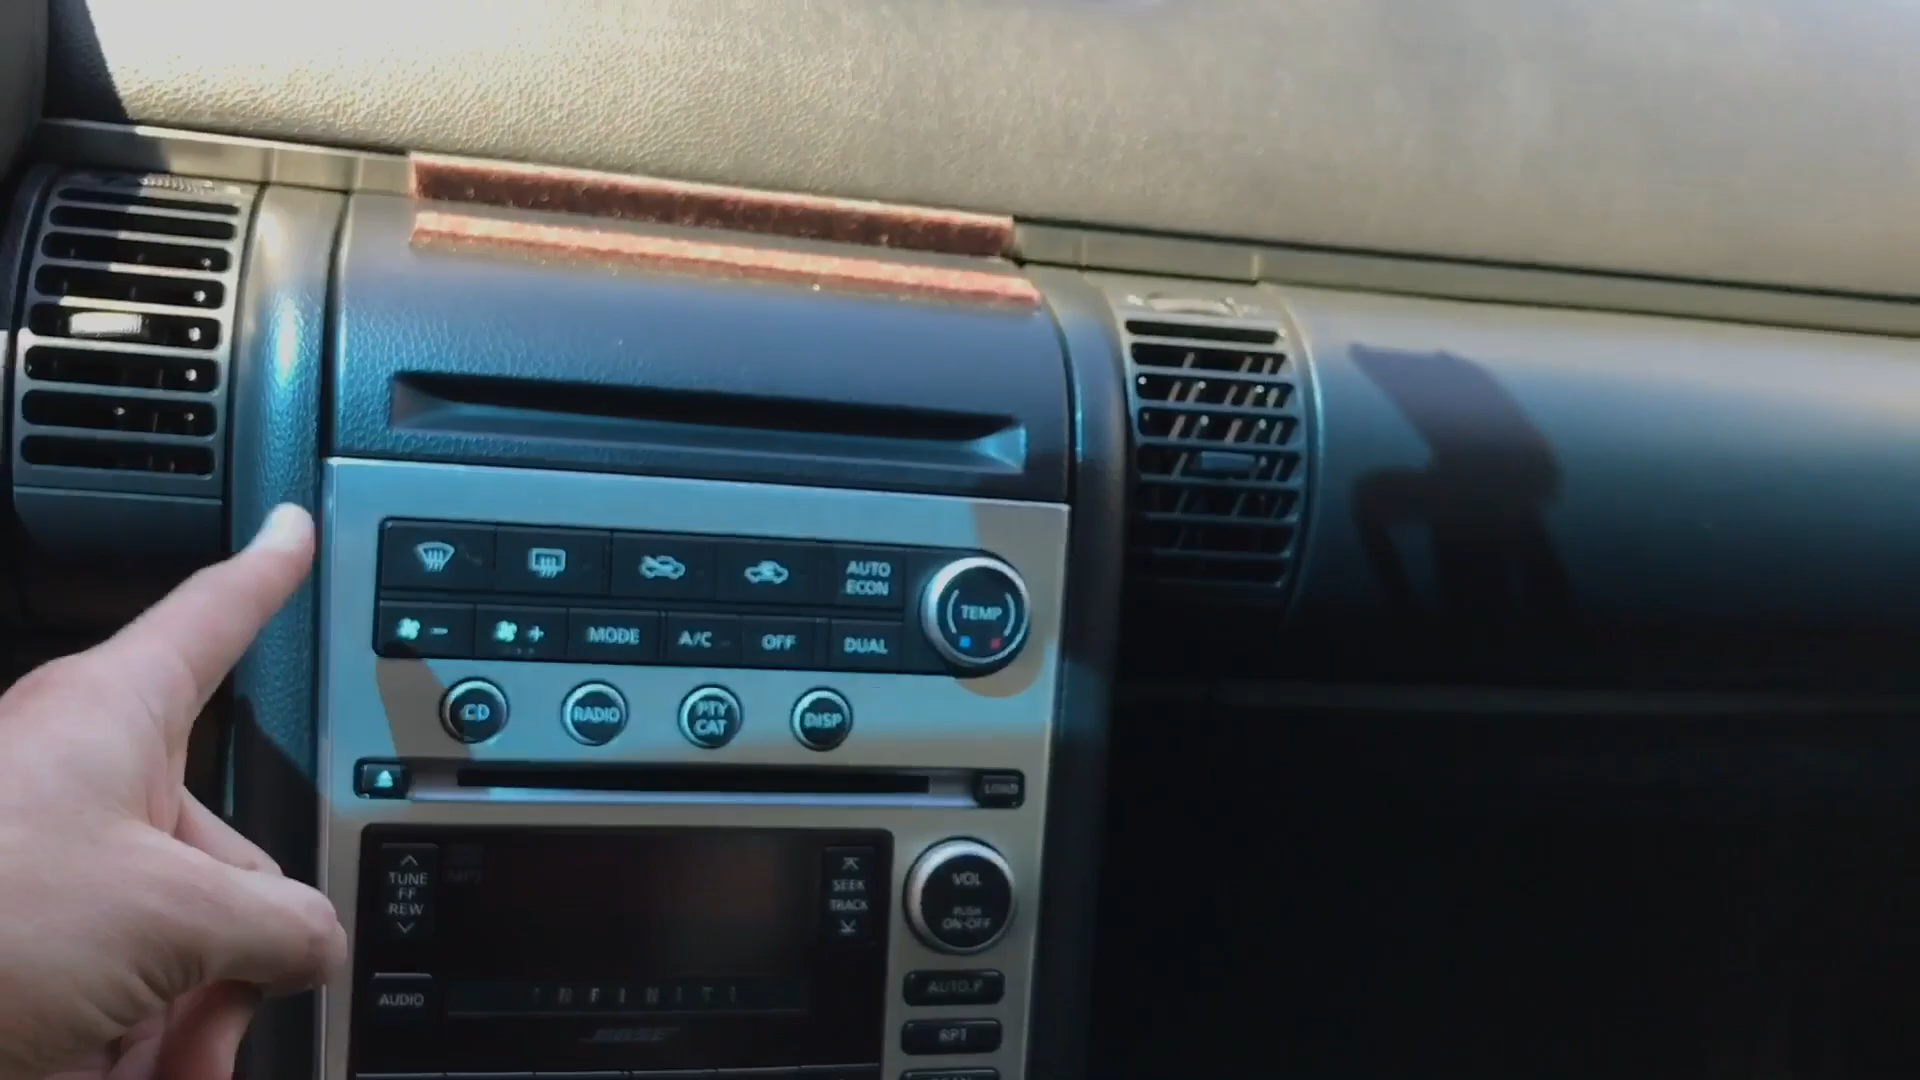 AUTO
ECON
TEMP
MODE
A/C
OFF
DUAL
CD
RADIO
PTY
CAT
DISP
LOAD
TUNE
FF
REW
SEEK
TRACK
VOL
PUSH
ON·OFF
AUDIO
INFINITI
BOSE
AUTO.P
RPT